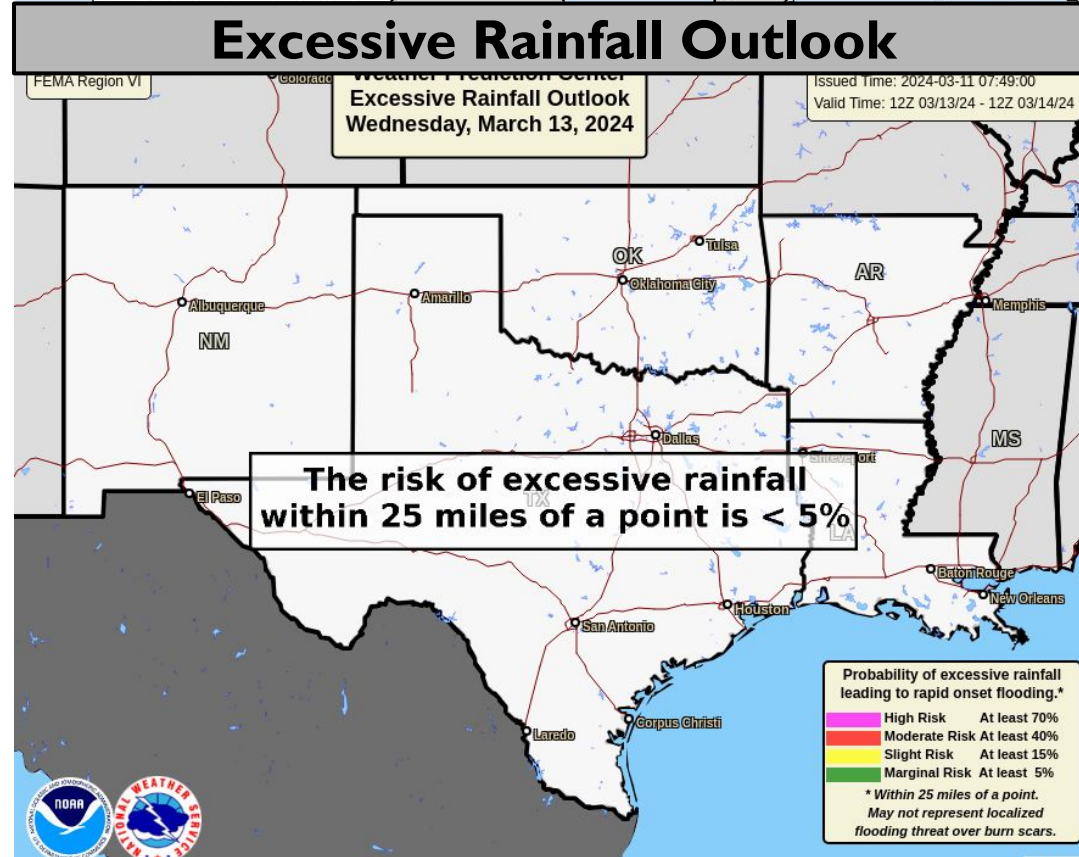 Excessive Rainfall Outlook
FEMA Region VI
Colorado
Weather Prediction Center
Excessive Rainfall Outlook
Wednesday, March 13, 2024
Issued Time: 2024-03-11 07:49:00
Valid Time: 12Z 03/13/24 - 12Z 03/14/24
Tulsa
OK
Oklahoma City
AR
Albuquerque
Amarillo
Memphis
NM
Dallas
MS
Shreveport
El Paso
The risk of excessive rainfall
within 25 miles of a point is < 5%
TX
LA
Baton Rouge
New Orleans
Houston
San Antonio
Corpus Christi
Laredo
Probability of excessive rainfall
leading to rapid onset flooding.*
High Risk At least 70%
Moderate Risk At least 40%
Slight Risk At least 15%
Marginal Risk At least 5%
* Within 25 miles of a point.
May not represent localized
flooding threat over burn scars.
NOAA
NATIONAL WEATHER SERVICE